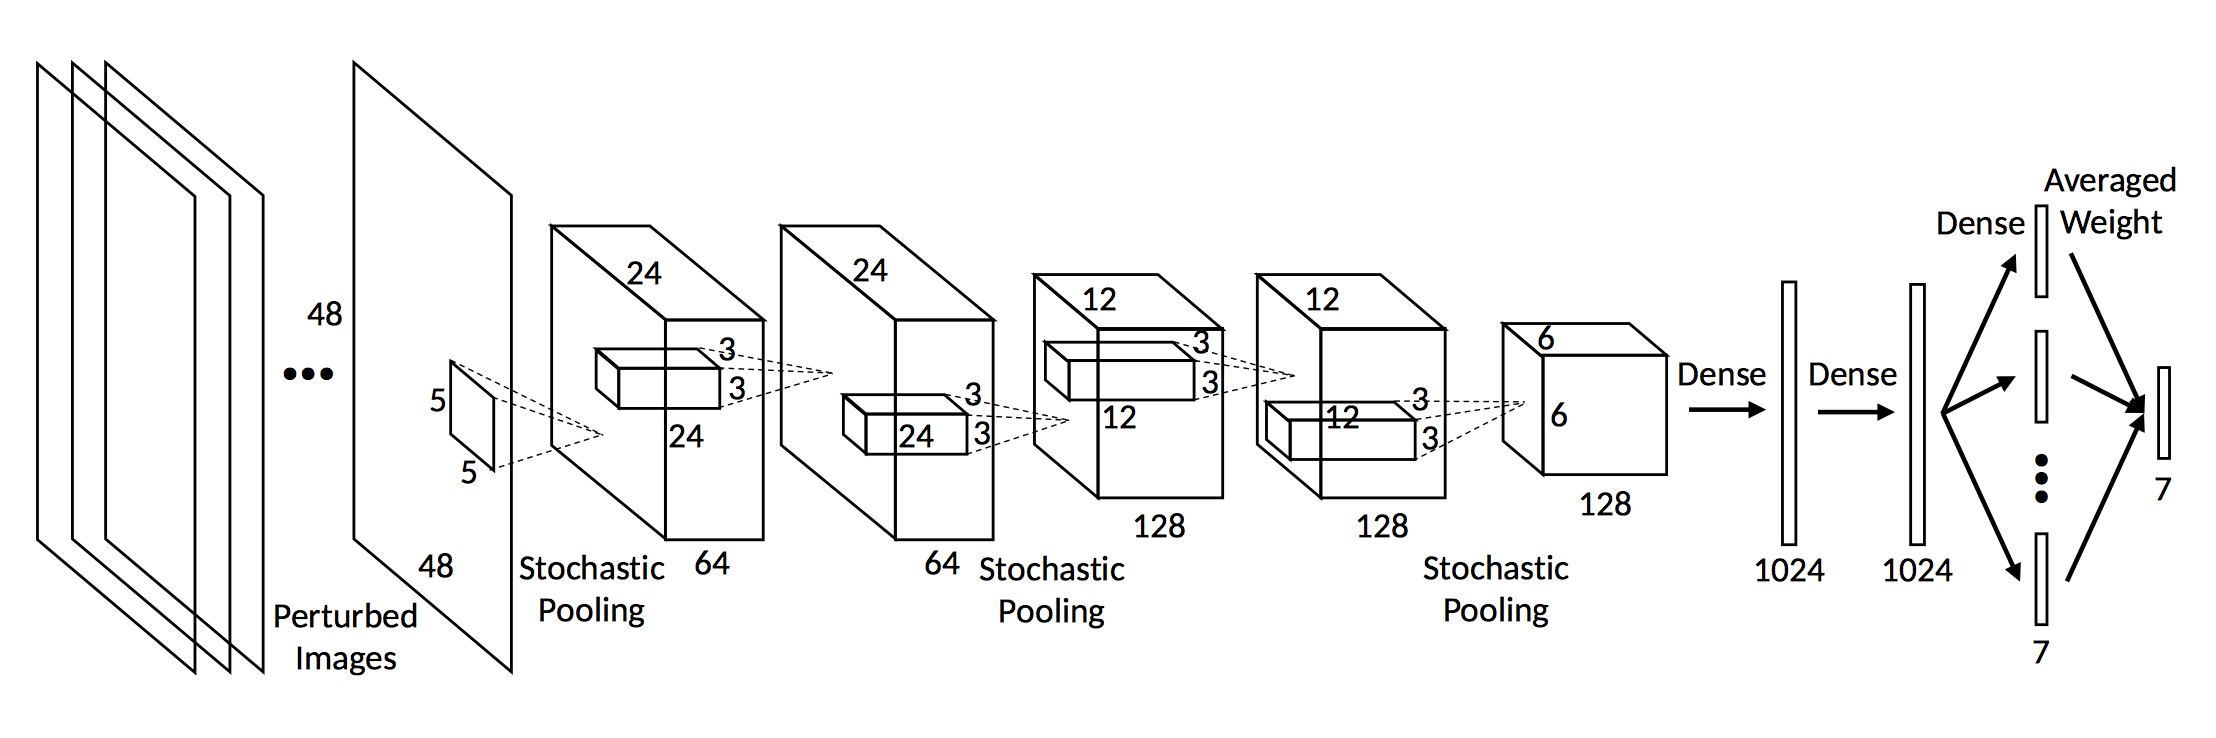 48
5
5
48
Perturbed
Images
24
3
3
24
Stochastic
Pooling
64
24
3
24
3
64
Stochastic
Pooling
12
3
3
12
128
12
3
12
3
128
Stochastic
Pooling
6
6
128
Dense
Dense
1024
1024
Dense
Averaged
Weight
7
7